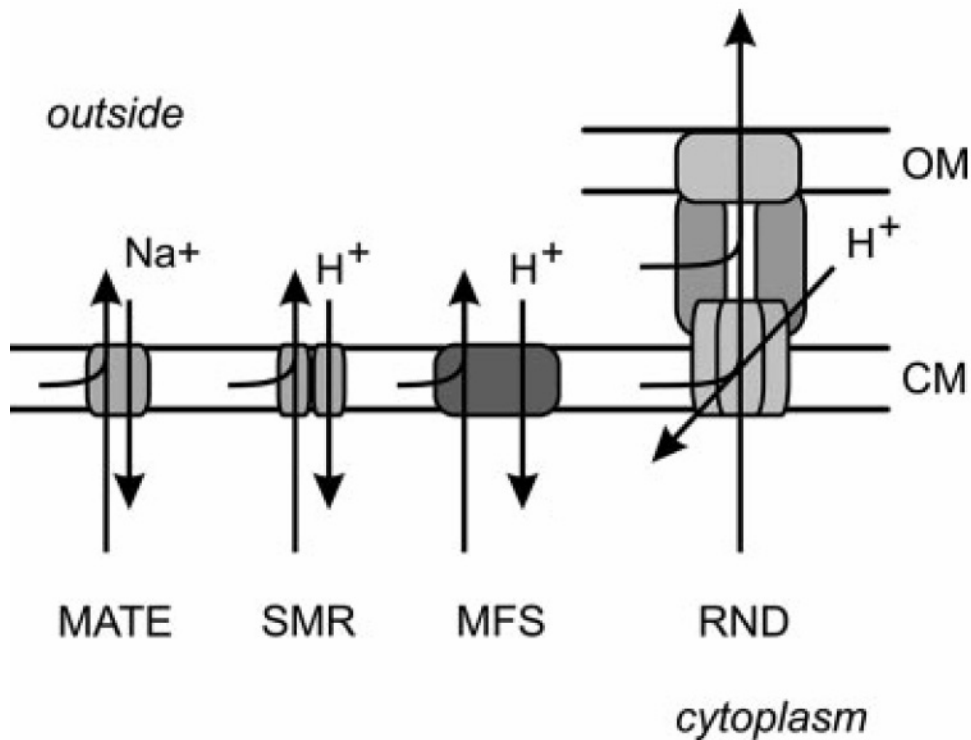 outside
OM
Na+
H+
H+
H+
CM
MATE SMR MFS RND
cytoplasm